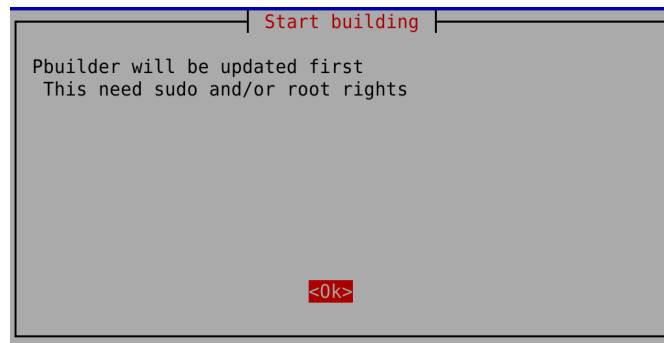 Start building
Pbuilder will be updated first
This need sudo and/or root rights
<Ok>